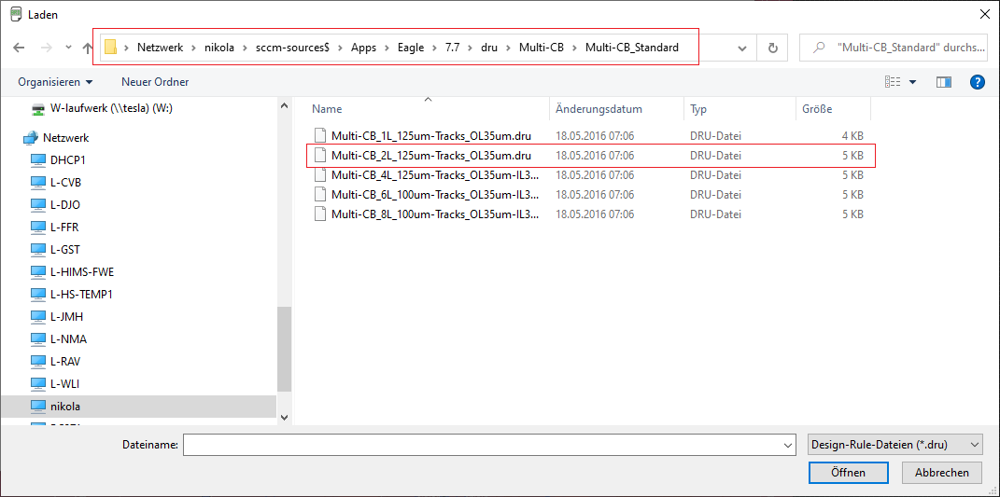 Laden
Netzwerk > nikola > sccm-sources$ > Apps > Eagle > 7.7 > dru > Multi-CB > Multi-CB_Standard
"Multi-CB_Standard" durchs...
Organisieren
Neuer Ordner
?
W-laufwerk (\\tesla) (W:)
Netzwerk
DHCP1
L-CVB
L-DJO
L-FFR
L-GST
L-HIMS-FWE
L-HS-TEMP1
L-JMH
L-NMA
L-RAV
L-WLI
nikola
Name Änderungsdatum Typ Größe
Multi-CB_1L_125um-Tracks_OL35um.dru 18.05.2016 07:06 DRU-Datei 4 KB
Multi-CB_2L_125um-Tracks_OL35um.dru 18.05.2016 07:06 DRU-Datei 5 KB
Multi-CB_4L_125um-Tracks_OL35um-IL3... 18.05.2016 07:06 DRU-Datei 5 KB
Multi-CB_6L_100um-Tracks_OL35um-IL3... 18.05.2016 07:06 DRU-Datei 5 KB
Multi-CB_8L_100um-Tracks_OL35um-IL3... 18.05.2016 07:06 DRU-Datei 5 KB
Dateiname:
Design-Rule-Dateien (*.dru)
Öffnen
Abbrechen